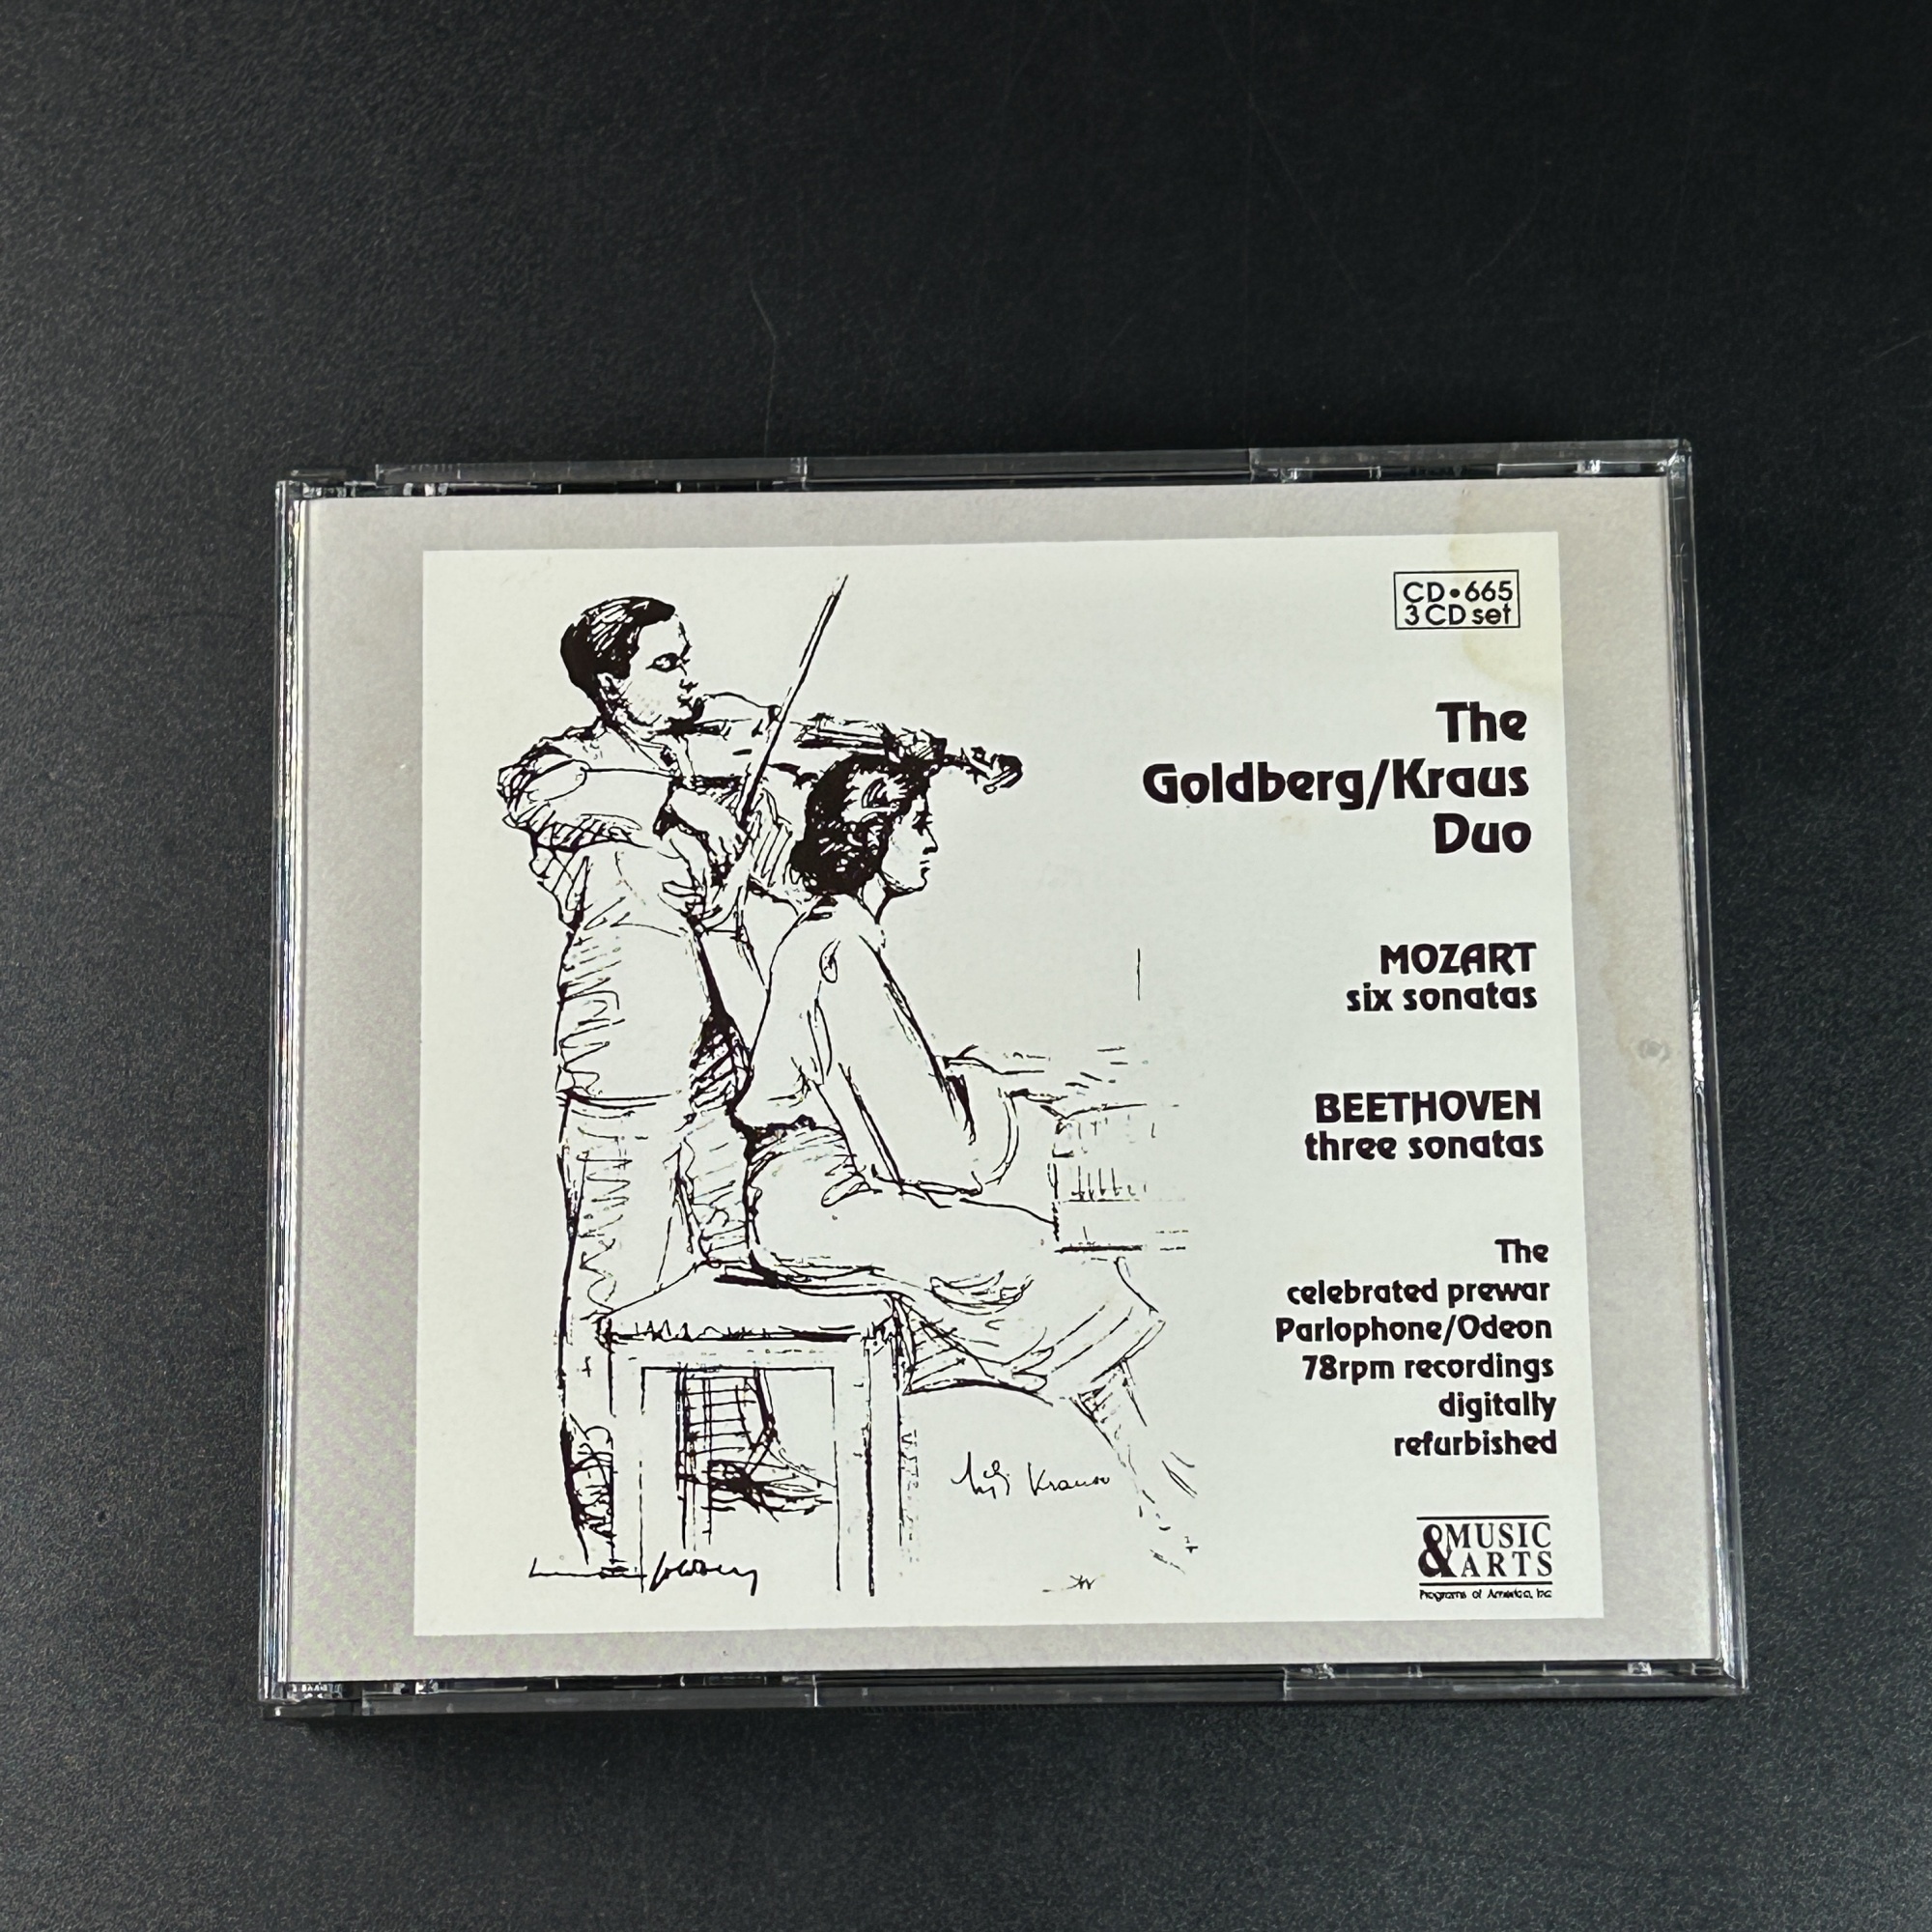 CD•665
3 CD set
The
Goldberg/Kraus
Duo
MOZART
six sonatas
BEETHOVEN
three sonatas
The
celebrated prewar
Parlophone/Odeon
78rpm recordings
digitally
refurbished
Lili Kraus
Goldberg
&MUSIC
ARTS
Programs of America, Inc